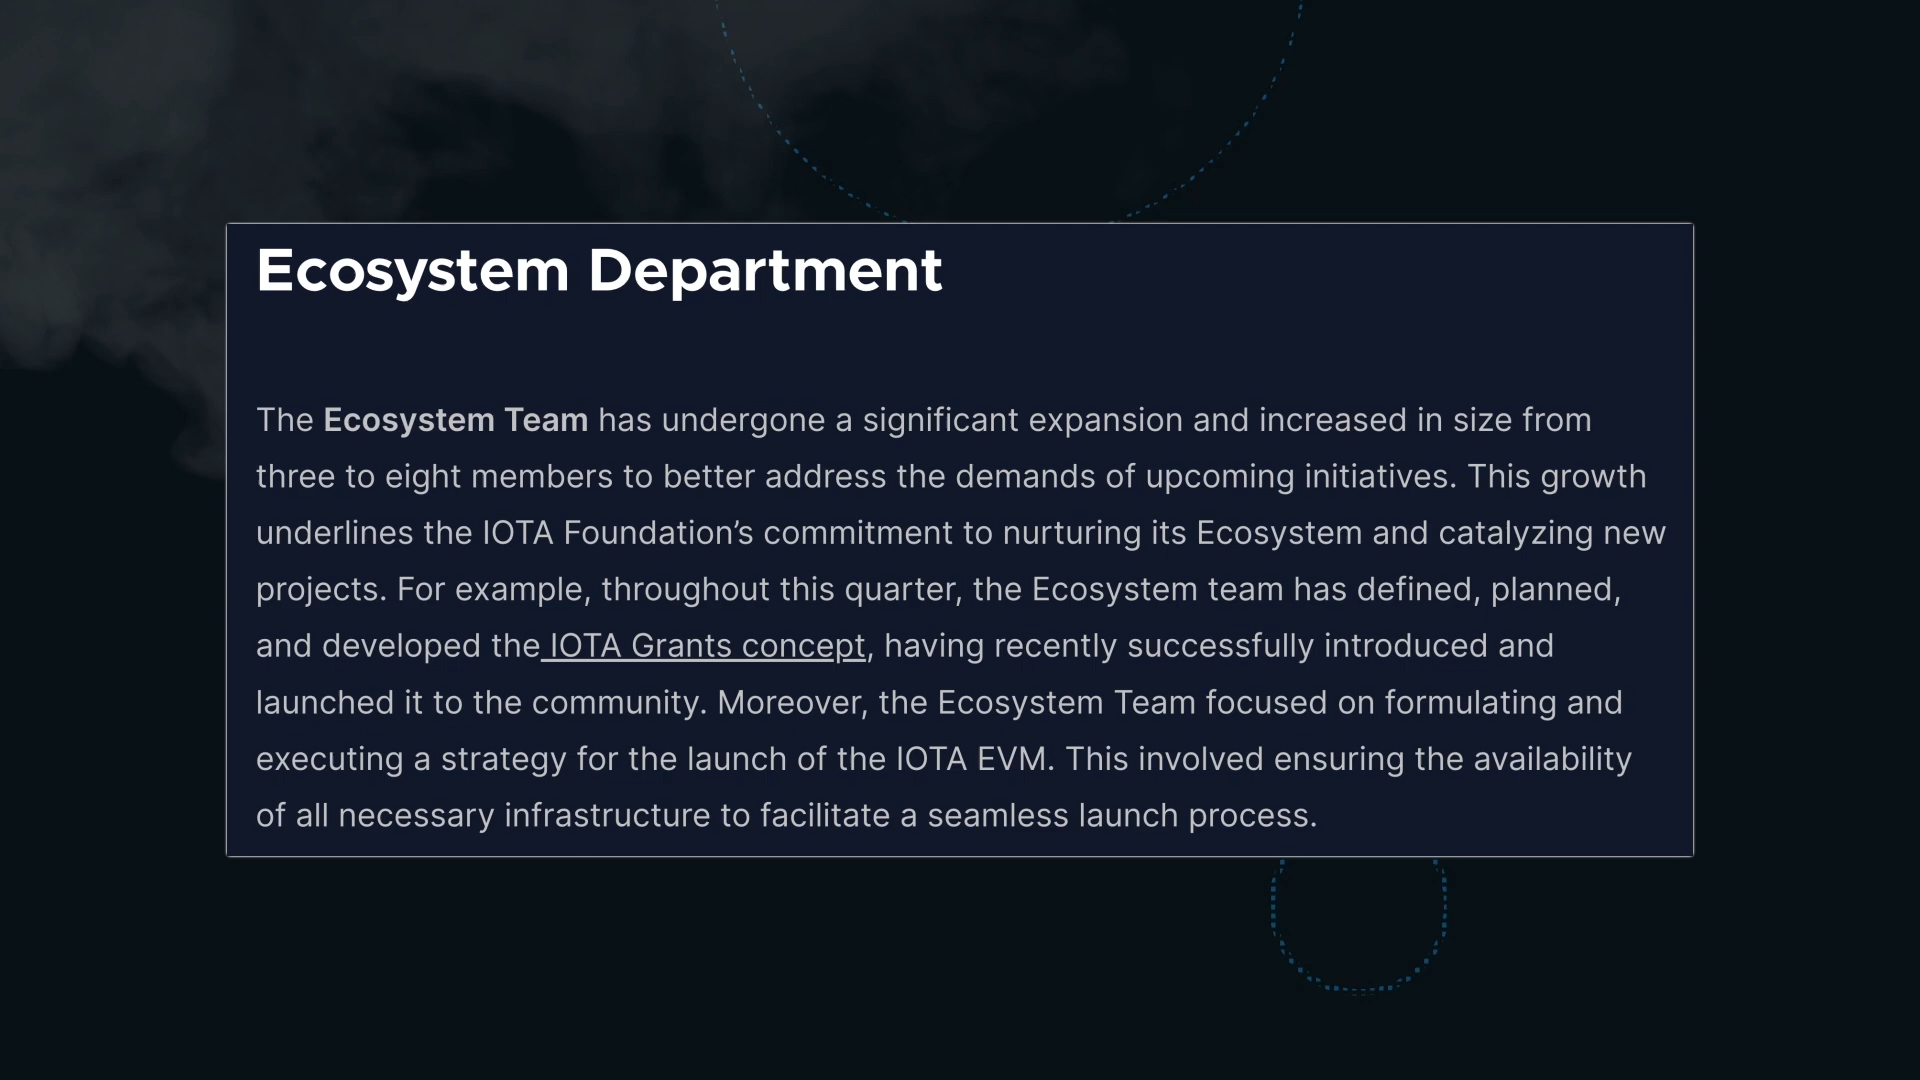 Ecosystem Department
The Ecosystem Team has undergone a significant expansion and increased in size from
three to eight members to better address the demands of upcoming initiatives. This growth
underlines the IOTA Foundation’s commitment to nurturing its Ecosystem and catalyzing new
projects. For example, throughout this quarter, the Ecosystem team has defined, planned,
and developed the IOTA Grants concept, having recently successfully introduced and
launched it to the community. Moreover, the Ecosystem Team focused on formulating and
executing a strategy for the launch of the IOTA EVM. This involved ensuring the availability
of all necessary infrastructure to facilitate a seamless launch process.